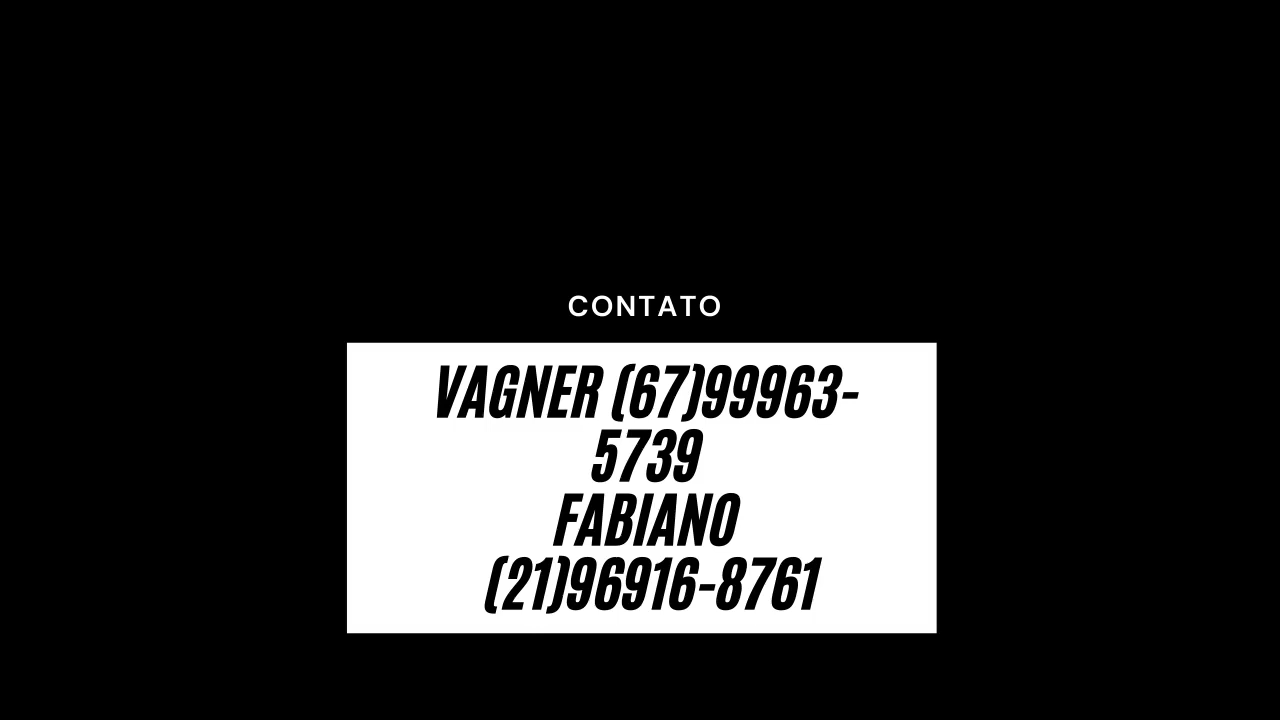 CONTATO
VAGNER (67)99963-
5739
FABIANO
(21)96916-8761